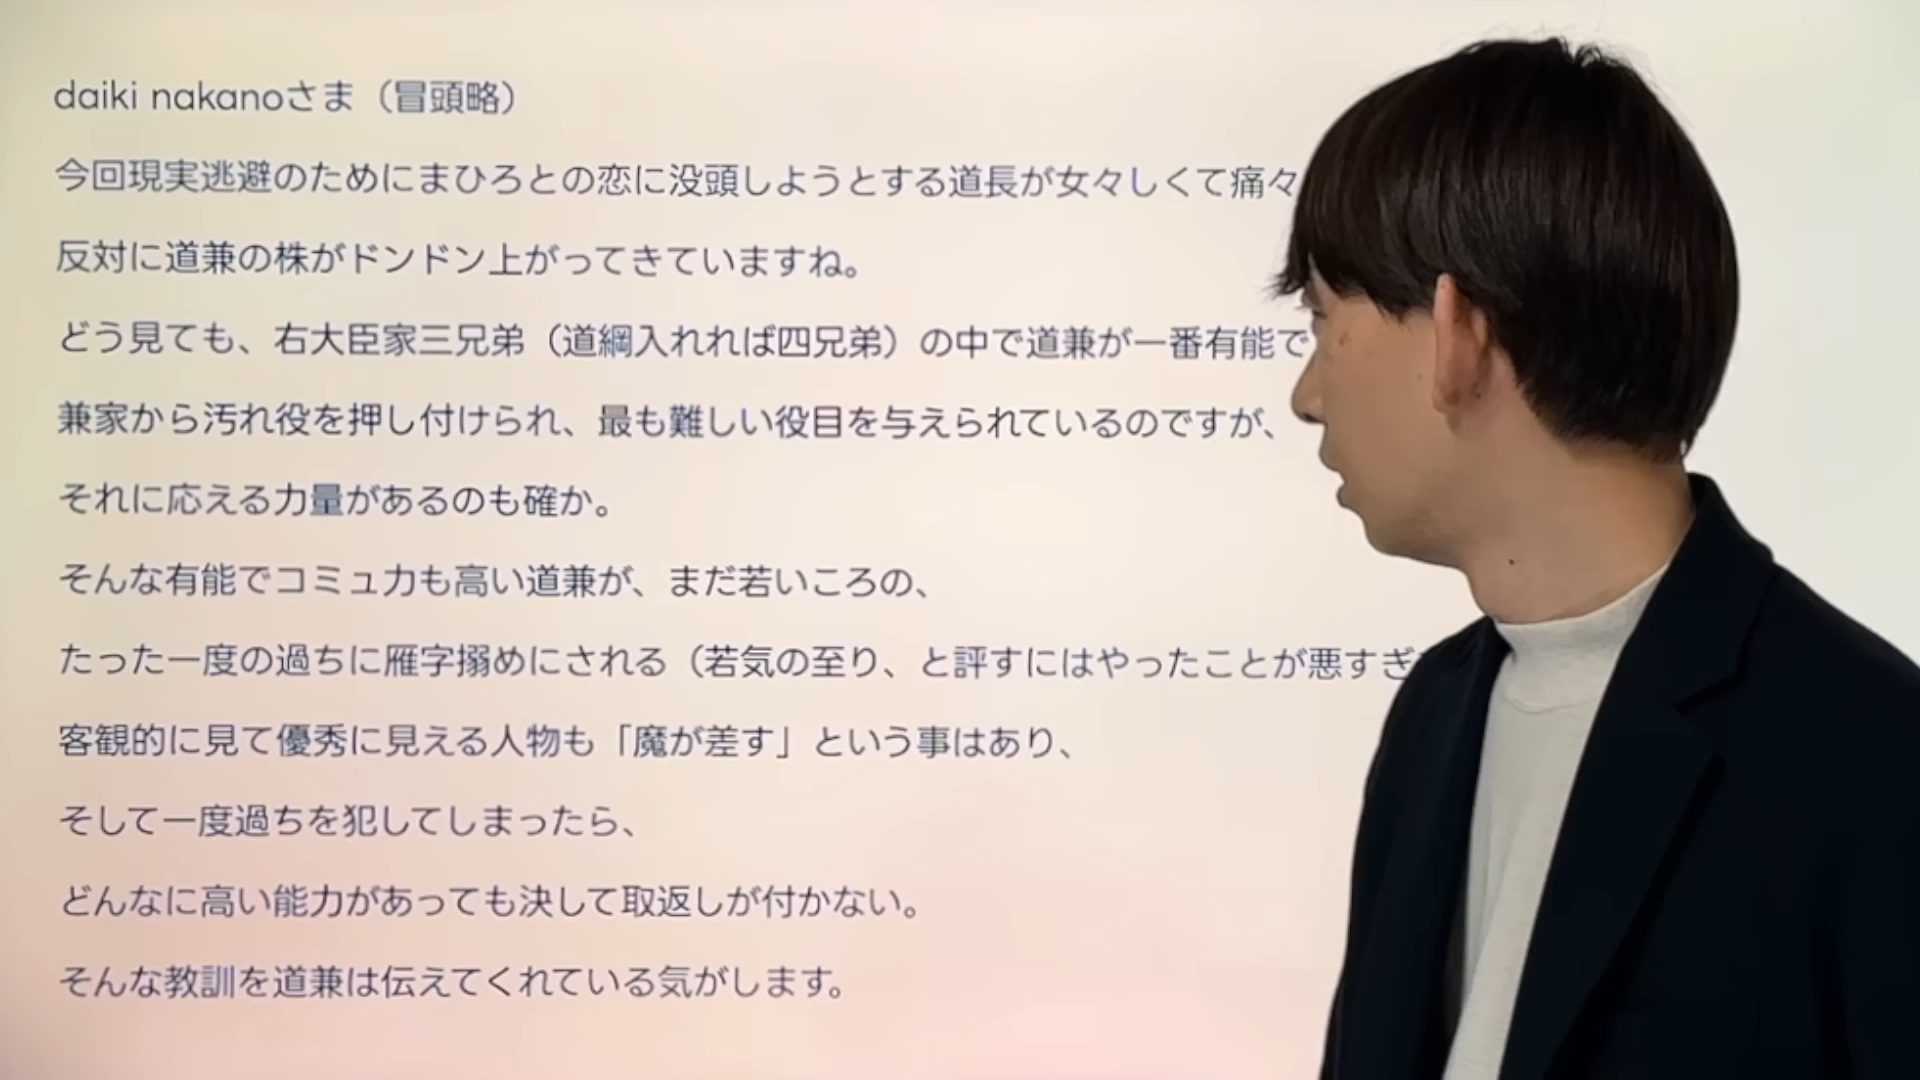 daiki nakanoさま（冒頭略）
今回現実逃避のためにまひろとの恋に没頭しようとする道長が女々しくて痛々
反対に道兼の株がドンドン上がってきていますね。
どう見ても、右大臣家三兄弟（道綱入れれば四兄弟）の中で道兼が一番有能で
兼家から汚れ役を押し付けられ、最も難しい役目を与えられているのですが、
それに応える力量があるのも確か。
そんな有能でコミュ力も高い道兼が、まだ若いころの、
たった一度の過ちに雁字搦めにされる（若気の至り、と評すにはやったことが悪すぎ
客観的に見て優秀に見える人物も「魔が差す」という事はあり、
そして一度過ちを犯してしまったら、
どんなに高い能力があっても決して取返しが付かない。
そんな教訓を道兼は伝えてくれている気がします。